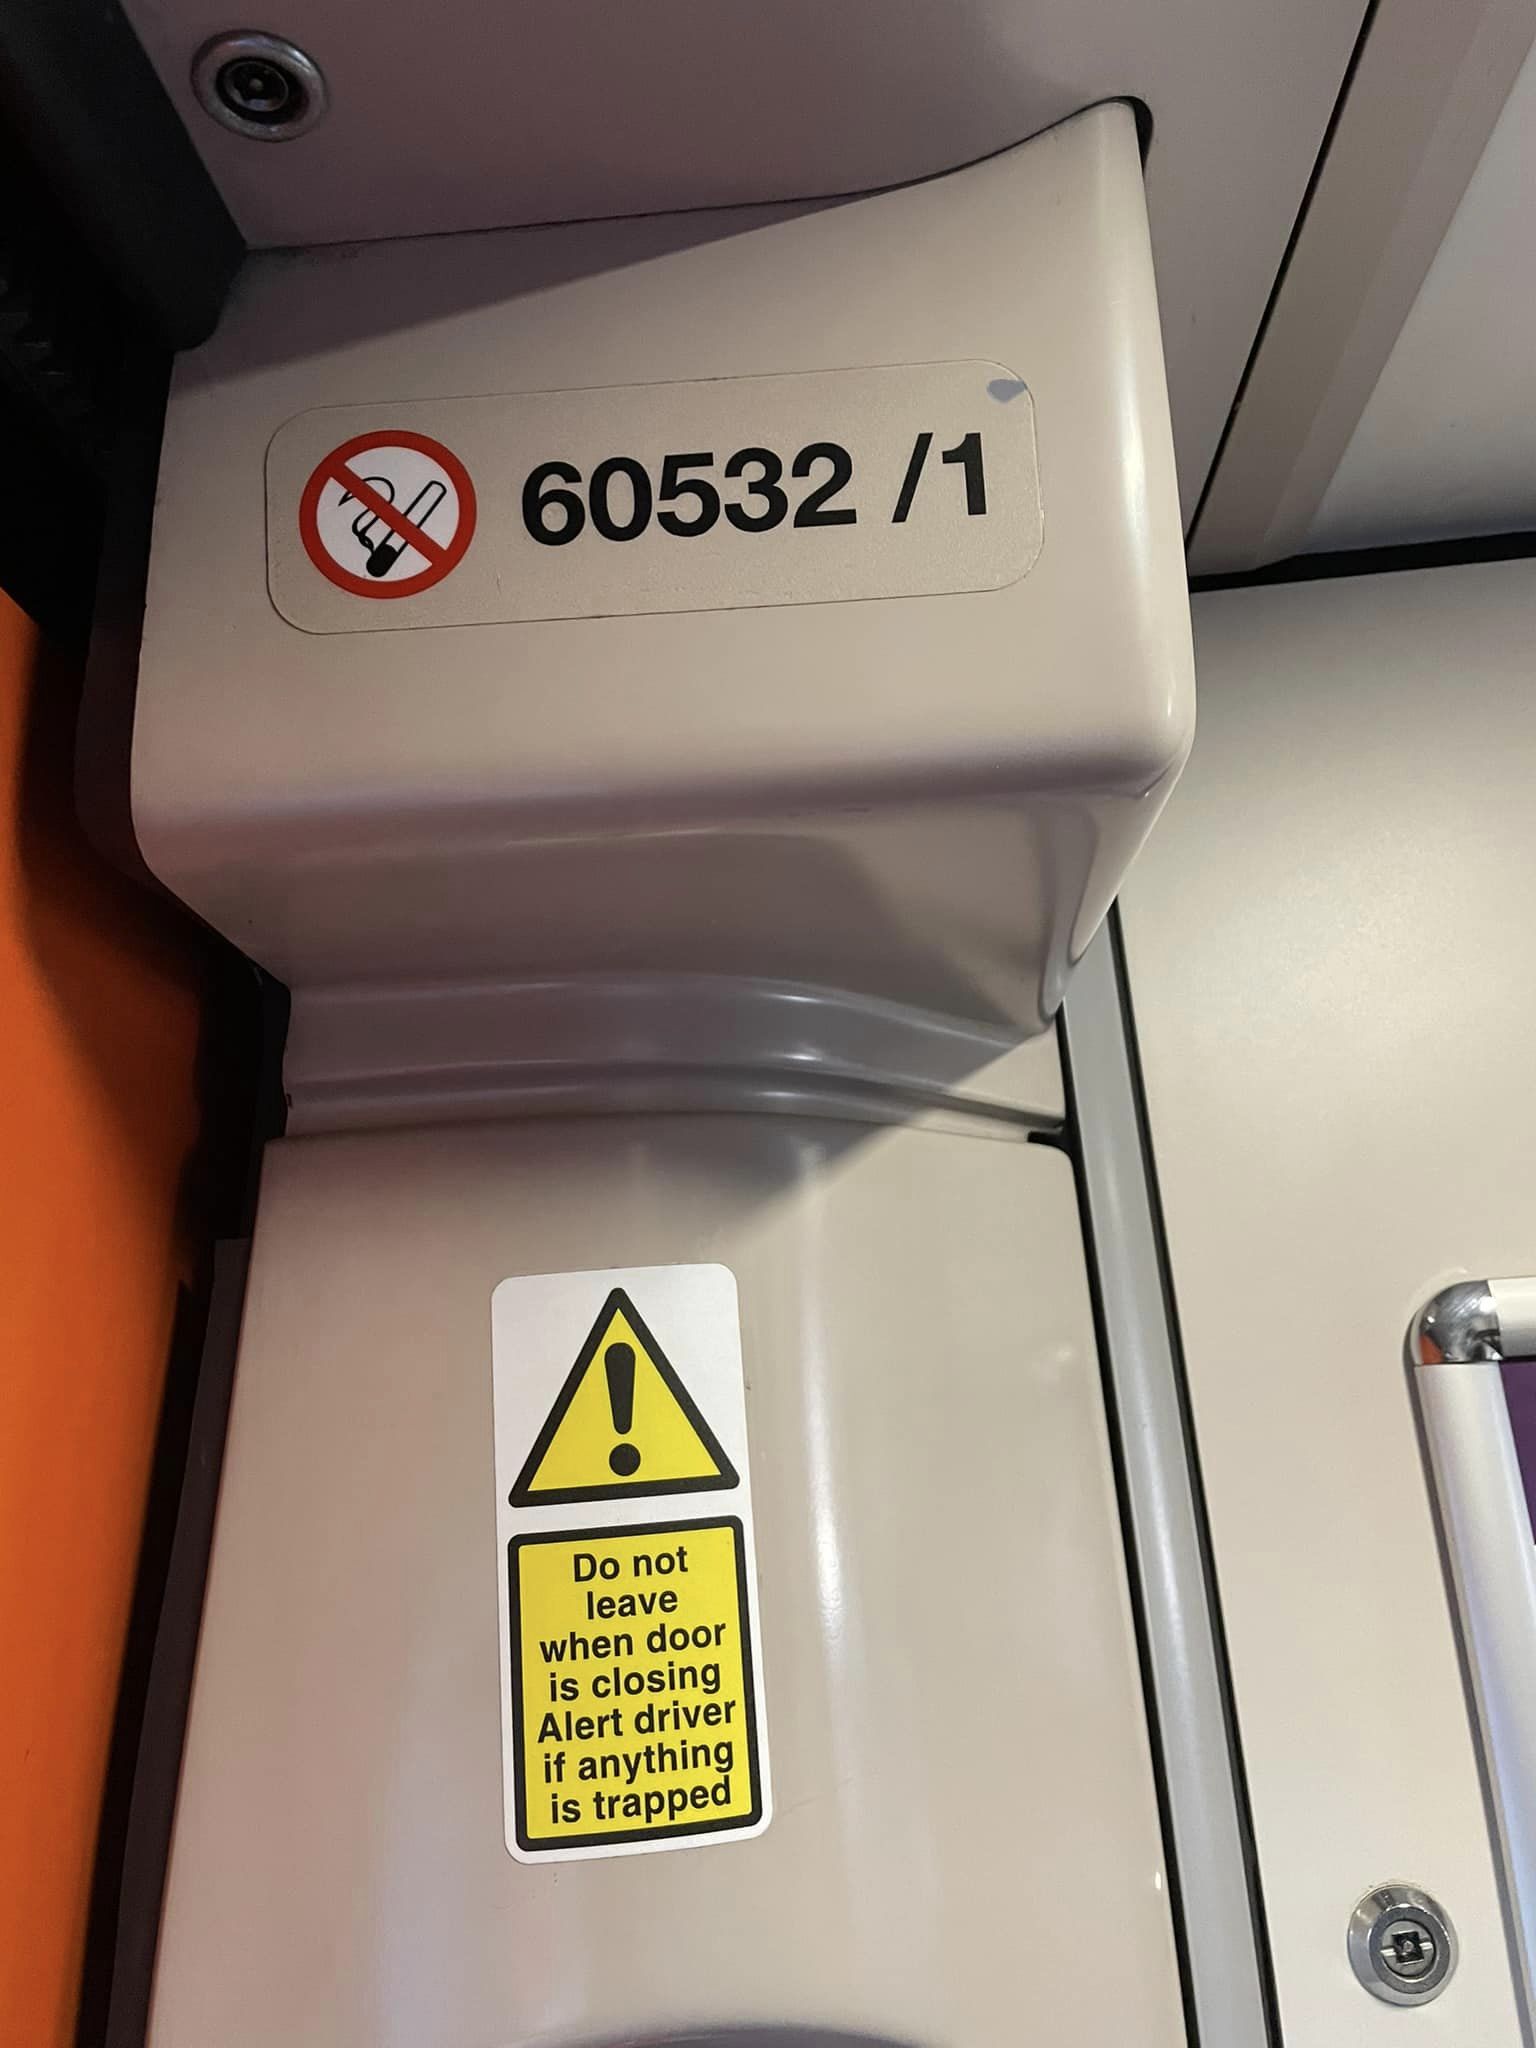 60532 /1
Do not
leave
when door
is closing
Alert driver
if anything
is trapped